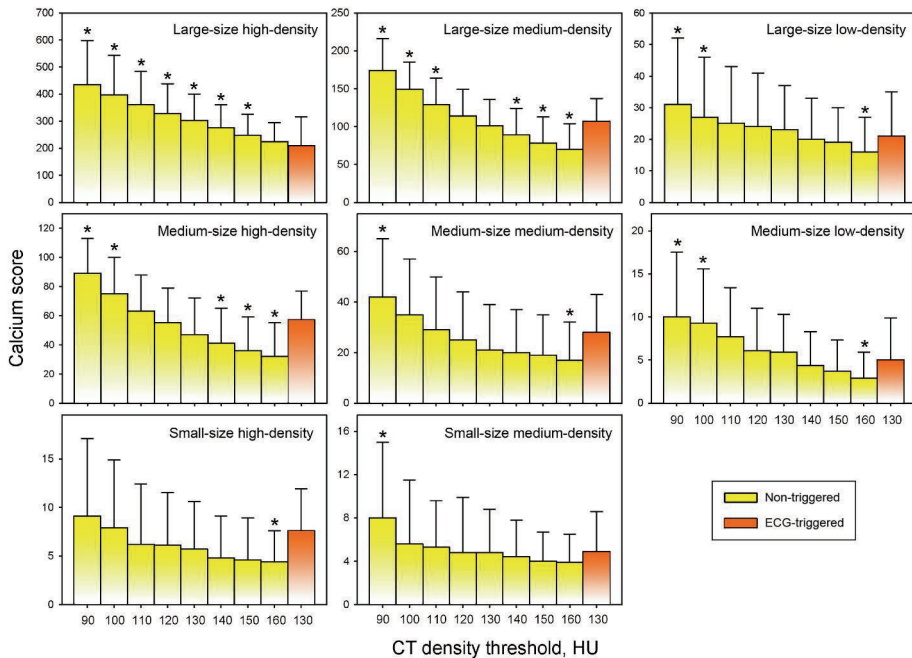 Large-size high-density
700
600
500
400
300
200
100
0
* * * * * * *
Large-size medium-density
250
200
150
100
50
0
* * * * * *
Large-size low-density
60
50
40
30
20
10
0
* * *
Calcium score
Medium-size high-density
120
100
80
60
40
20
0
* * * * *
Medium-size medium-density
60
40
20
0
* *
Medium-size low-density
20
15
10
5
0
* * *
90 100 110 120 130 140 150 160 130
Small-size high-density
15
10
5
0
*
90 100 110 120 130 140 150 160 130
Small-size medium-density
16
12
8
4
0
*
90 100 110 120 130 140 150 160 130
Non-triggered
ECG-triggered
CT density threshold, HU